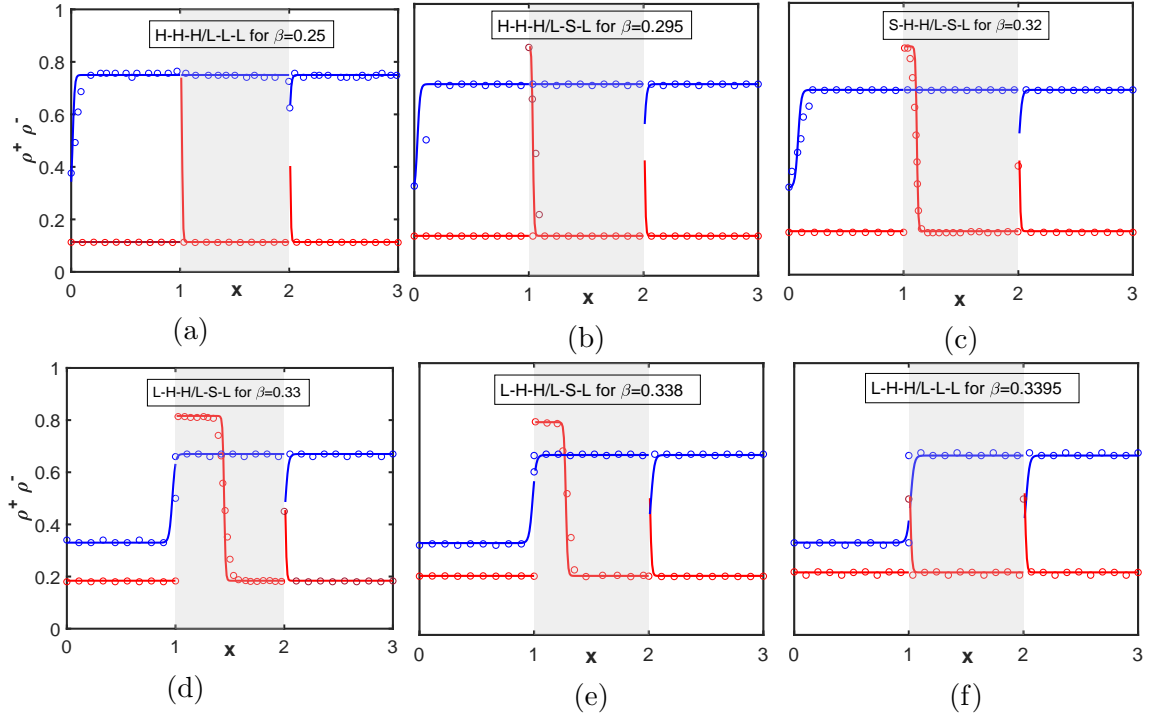 H-H-H/L-L-L for β=0.25
1
0.8
0.6
0.4
0.2
0
ρ⁺ ρ⁻
0 1 2 3
x
(a)
H-H-H/L-S-L for β=0.295
0 1 2 3
x
(b)
S-H-H/L-S-L for β=0.32
0 1 2 3
x
(c)
L-H-H/L-S-L for β=0.33
1
0.8
0.6
0.4
0.2
0
ρ⁺ ρ⁻
0 1 2 3
x
(d)
L-H-H/L-S-L for β=0.338
0 1 2 3
x
(e)
L-H-H/L-L-L for β=0.3395
0 1 2 3
x
(f)